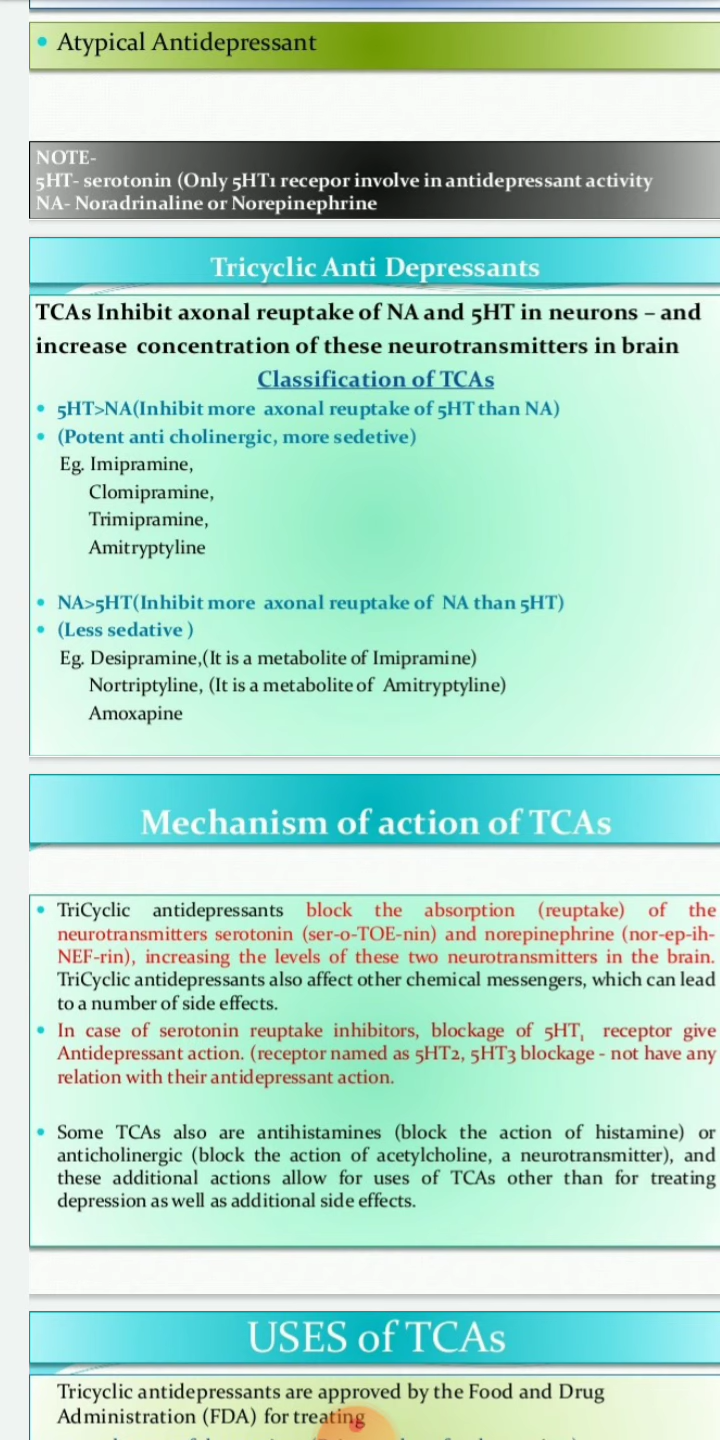 • Atypical Antidepressant
NOTE-
5HT- serotonin (Only 5HT1 recepor involve in antidepressant activity
NA- Noradrinaline or Norepinephrine
Tricyclic Anti Depressants
TCAs Inhibit axonal reuptake of NA and 5HT in neurons – and
increase concentration of these neurotransmitters in brain
Classification of TCAs
• 5HT>NA(Inhibit more axonal reuptake of 5HT than NA)
• (Potent anti cholinergic, more sedetive)
Eg. Imipramine,
Clomipramine,
Trimipramine,
Amitryptyline
• NA>5HT(Inhibit more axonal reuptake of NA than 5HT)
• (Less sedative )
Eg. Desipramine,(It is a metabolite of Imipramine)
Nortriptyline, (It is a metabolite of Amitryptyline)
Amoxapine
Mechanism of action of TCAs
• TriCyclic antidepressants block the absorption (reuptake) of the
neurotransmitters serotonin (ser-o-TOE-nin) and norepinephrine (nor-ep-ih-
NEF-rin), increasing the levels of these two neurotransmitters in the brain.
TriCyclic antidepressants also affect other chemical messengers, which can lead
to a number of side effects.
• In case of serotonin reuptake inhibitors, blockage of 5HT₁ receptor give
Antidepressant action. (receptor named as 5HT2, 5HT3 blockage - not have any
relation with their antidepressant action.
• Some TCAs also are antihistamines (block the action of histamine) or
anticholinergic (block the action of acetylcholine, a neurotransmitter), and
these additional actions allow for uses of TCAs other than for treating
depression as well as additional side effects.
USES of TCAs
Tricyclic antidepressants are approved by the Food and Drug
Administration (FDA) for treating